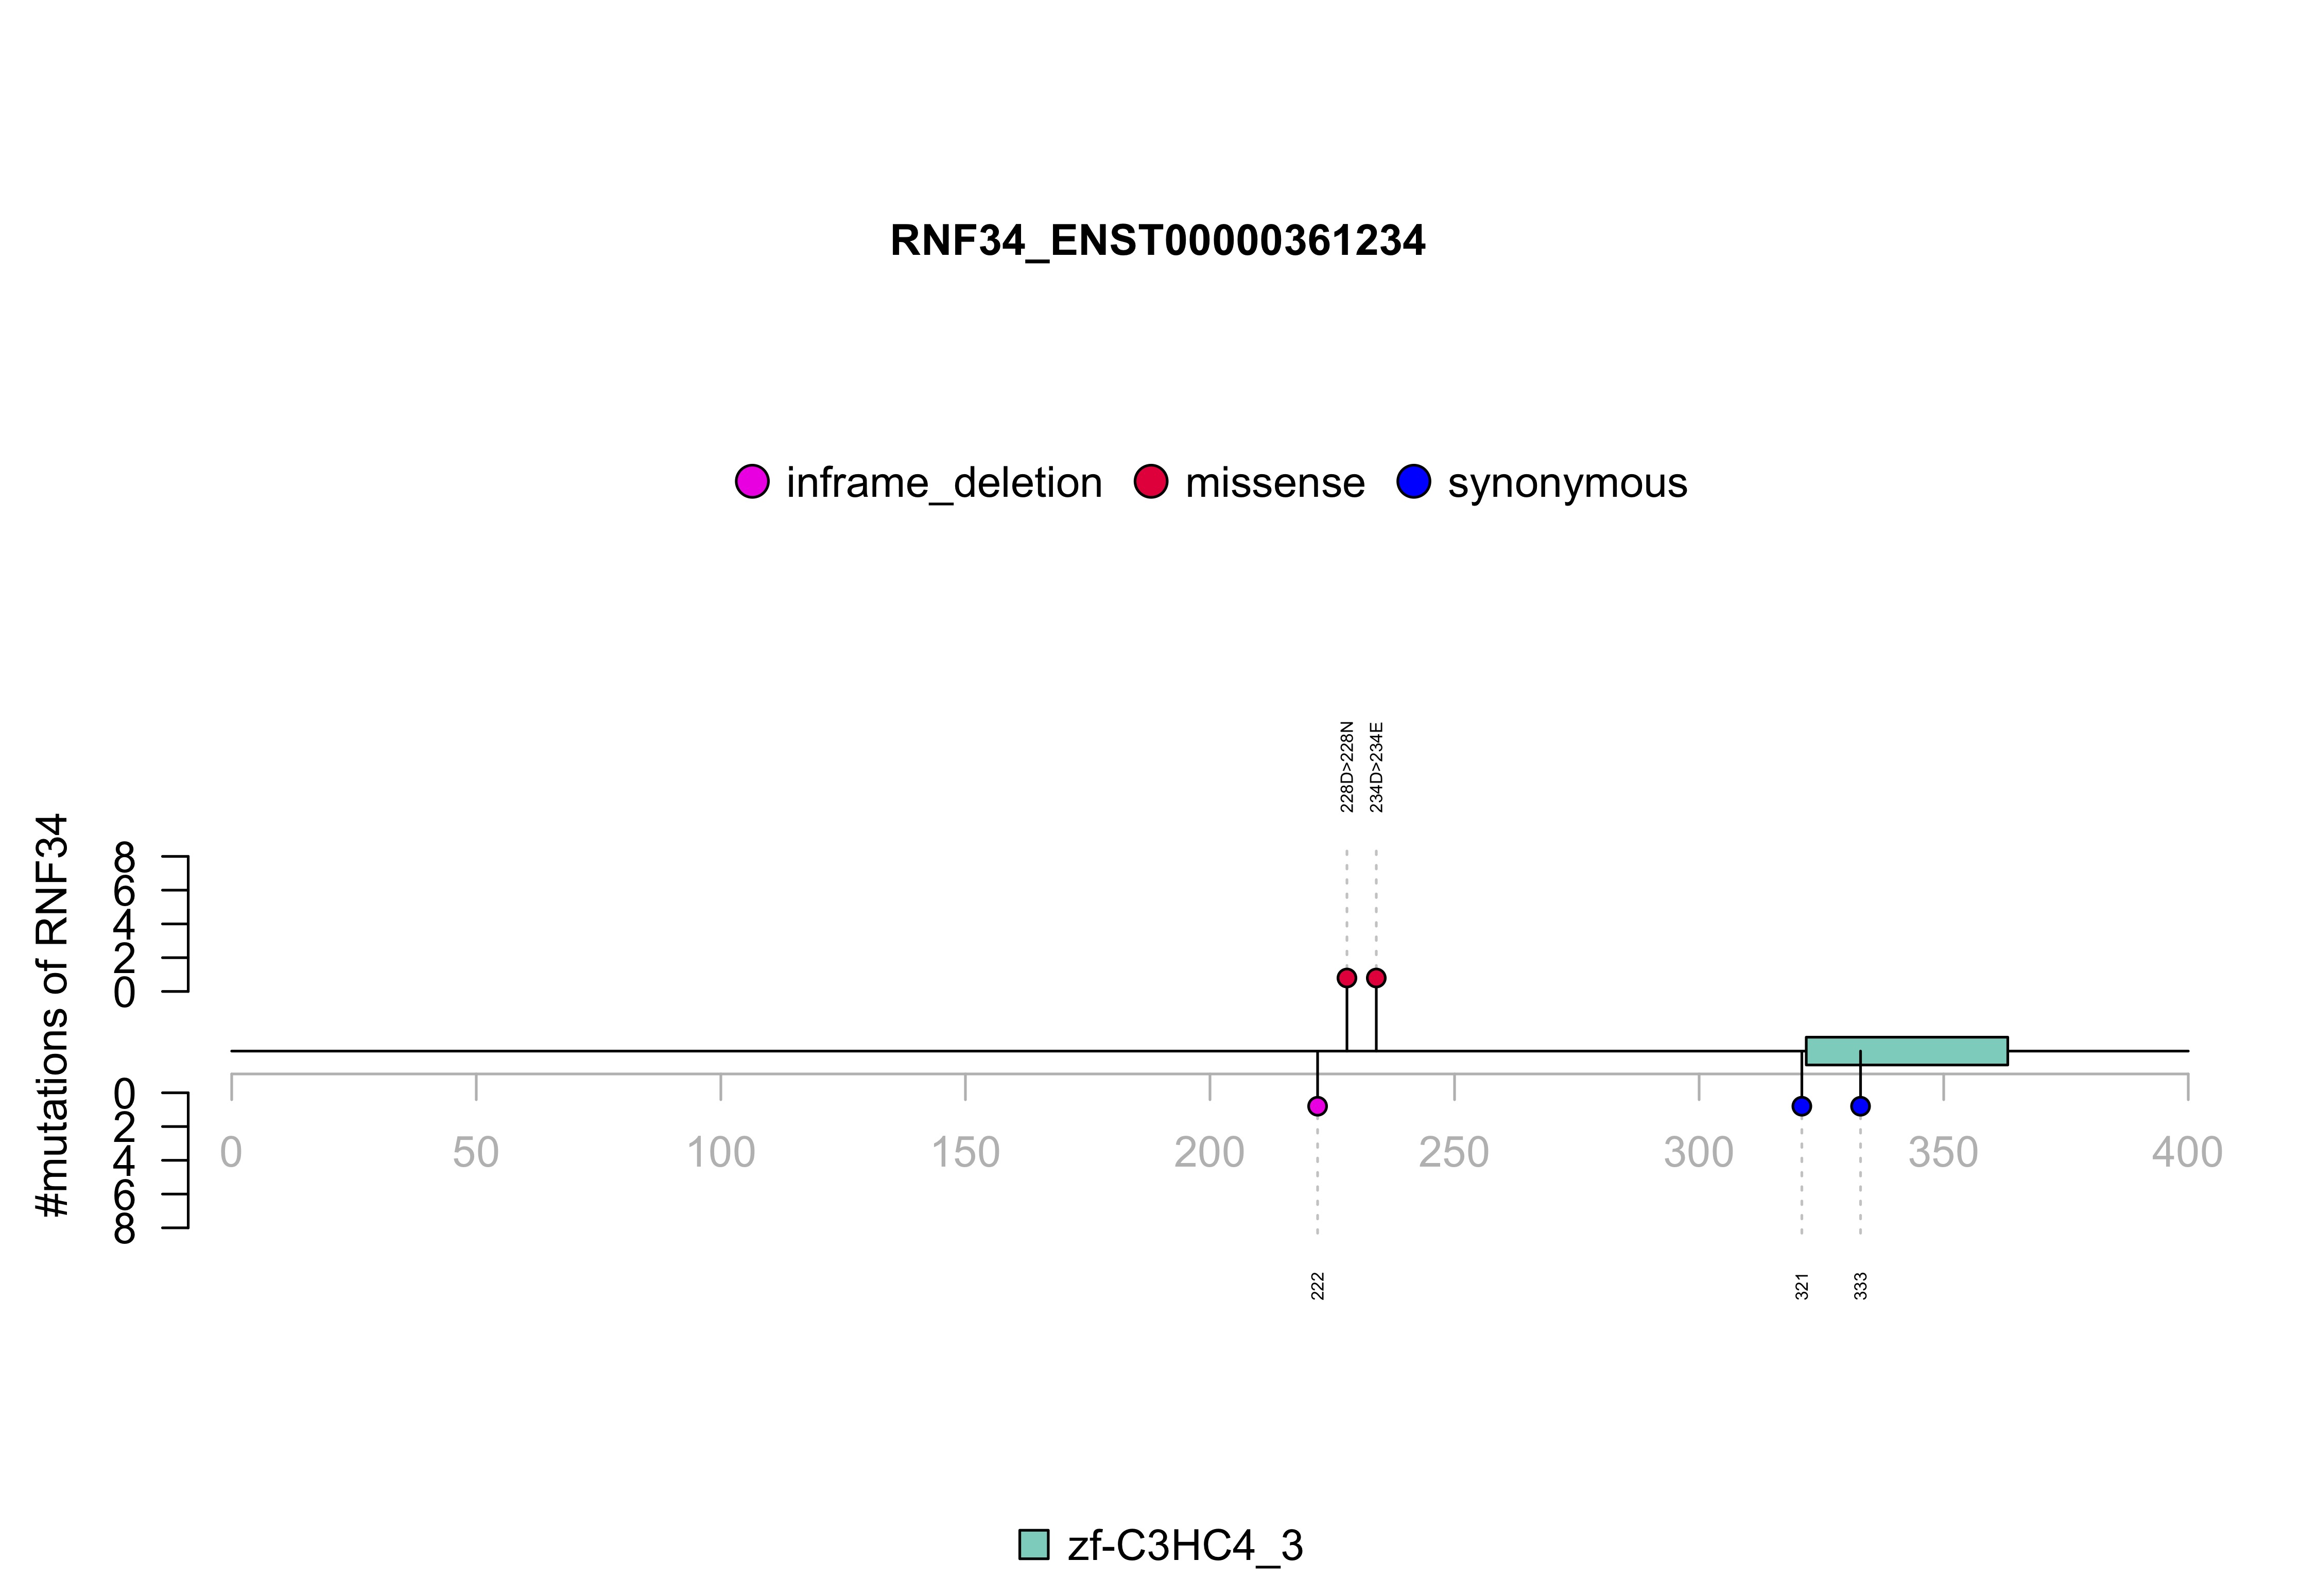 RNF34_ENST00000361234
inframe_deletion missense synonymous
228D>228N
234D>234E
#mutations of RNF34
8
6
4
2
0
0
2
4
6
8
0 50 100 150 200 250 300 350 400
222
321
333
zf-C3HC4_3